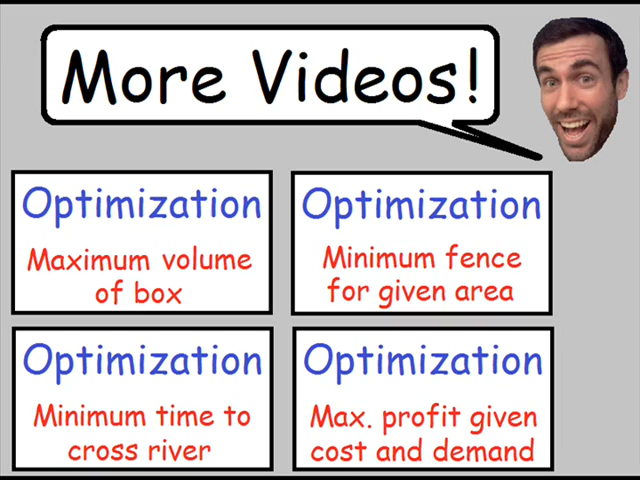 More Videos!
Optimization
Maximum volume
of box
Optimization
Minimum fence
for given area
Optimization
Minimum time to
cross river
Optimization
Max. profit given
cost and demand